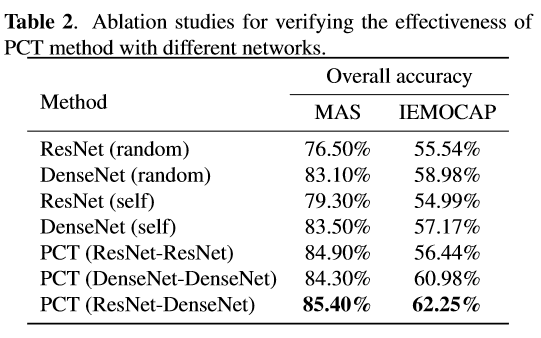 Table 2. Ablation studies for verifying the effectiveness of
PCT method with different networks.
Overall accuracy
Method
MAS IEMOCAP
ResNet (random) 76.50% 55.54%
DenseNet (random) 83.10% 58.98%
ResNet (self) 79.30% 54.99%
DenseNet (self) 83.50% 57.17%
PCT (ResNet-ResNet) 84.90% 56.44%
PCT (DenseNet-DenseNet) 84.30% 60.98%
PCT (ResNet-DenseNet) 85.40% 62.25%